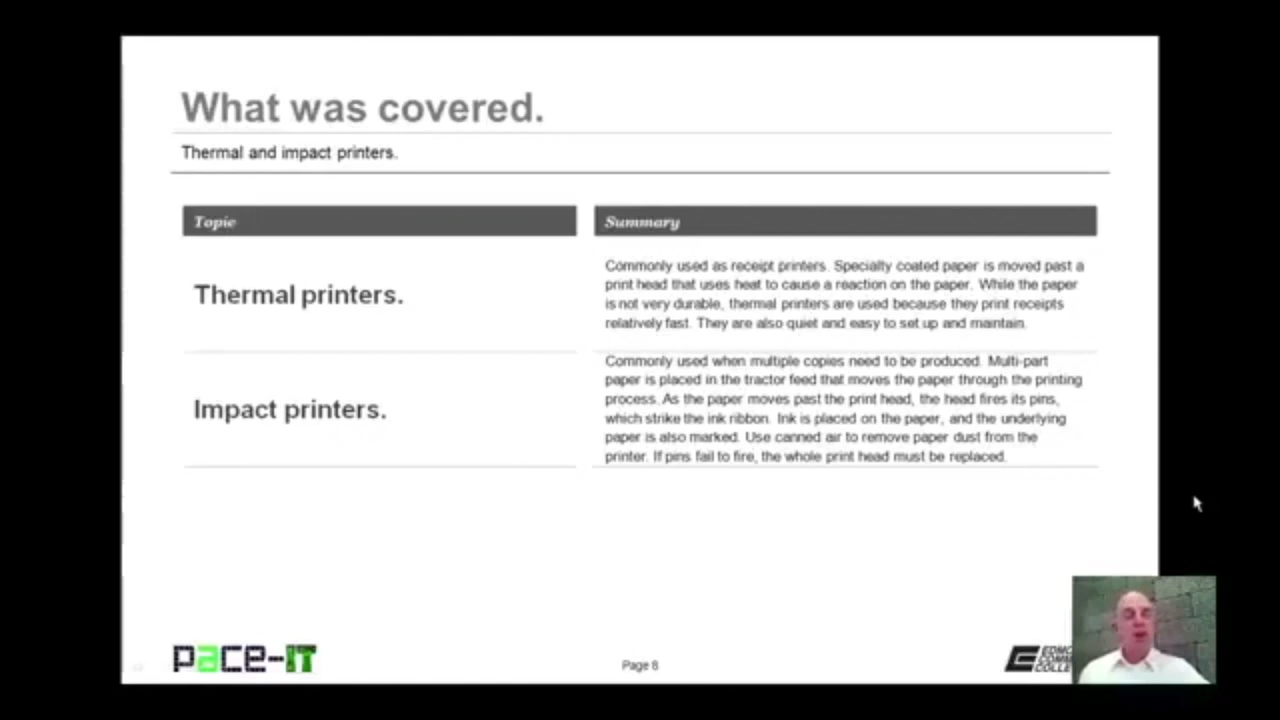 What was covered.
Thermal and impact printers.
Topic
Summary
Thermal printers.
Commonly used as receipt printers. Specialty coated paper is moved past a
print head that uses heat to cause a reaction on the paper. While the paper
is not very durable, thermal printers are used because they print receipts
relatively fast. They are also quiet and easy to set up and maintain.
Impact printers.
Commonly used when multiple copies need to be produced. Multi-part
paper is placed in the tractor feed that moves the paper through the printing
process. As the paper moves past the print head, the head fires its pins,
which strike the ink ribbon. Ink is placed on the paper, and the underlying
paper is also marked. Use canned air to remove paper dust from the
printer. If pins fail to fire, the whole print head must be replaced.
pace-IT
Page 8